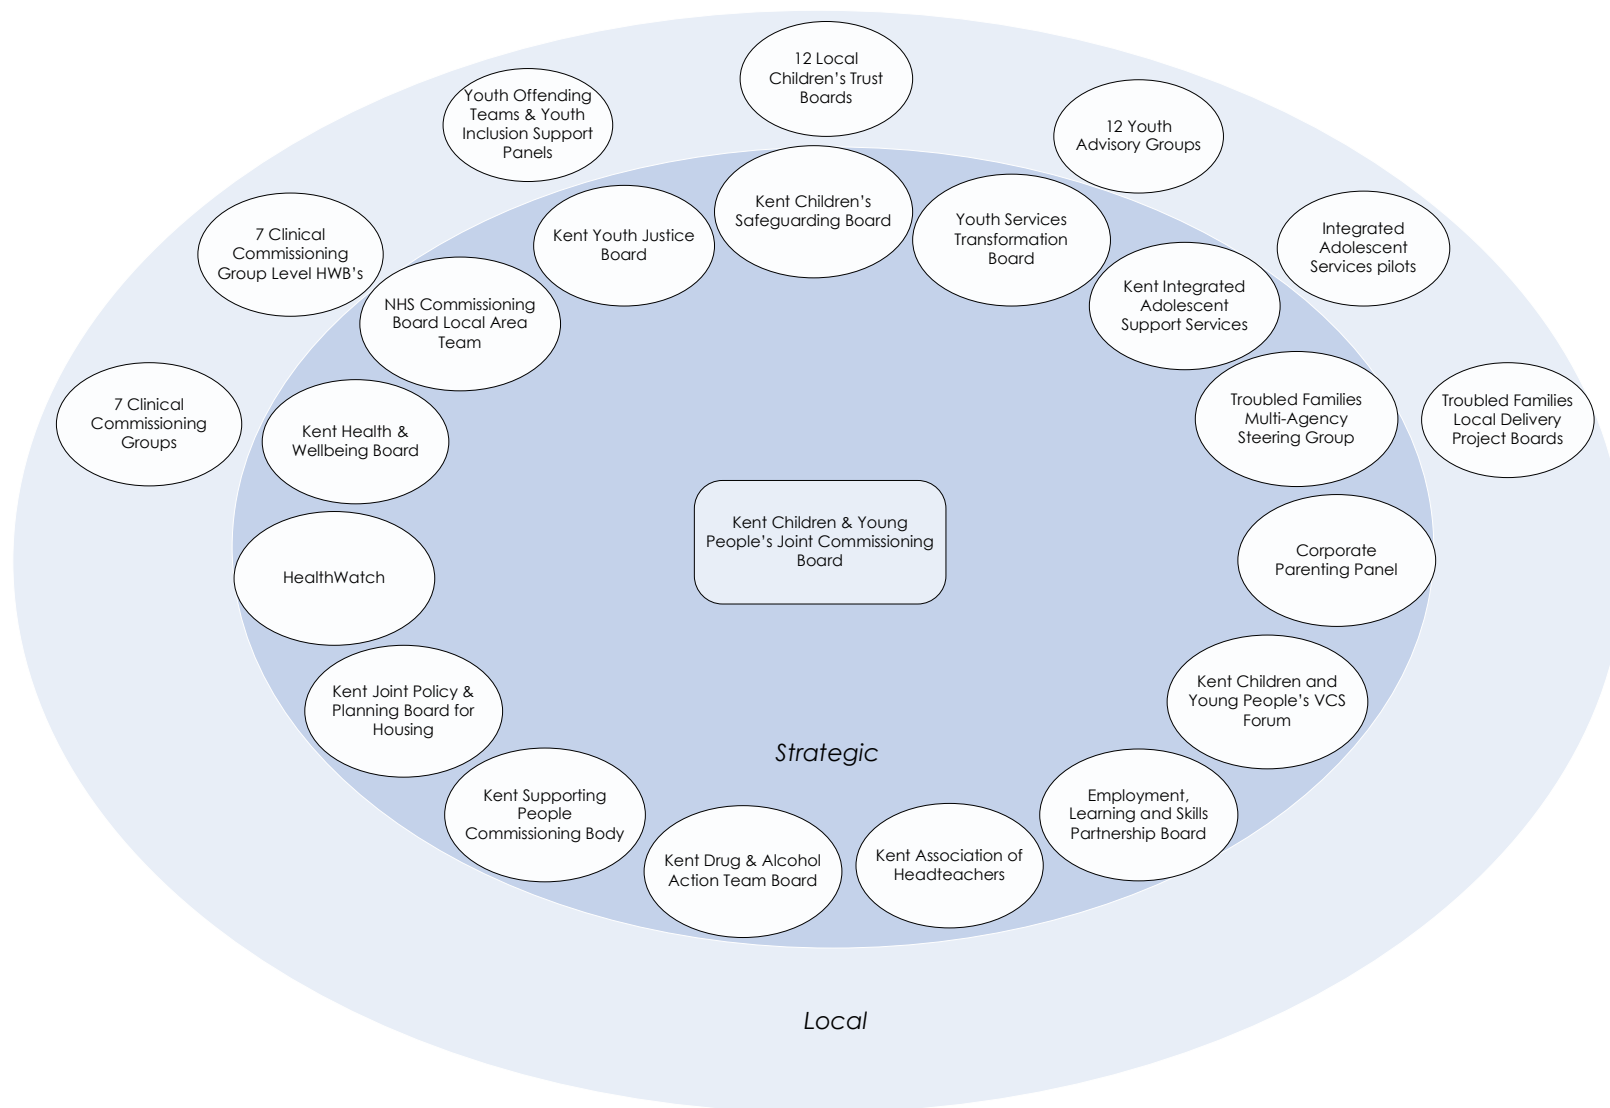 12 Local
Children’s Trust
Boards
Youth Offending
Teams & Youth
Inclusion Support
Panels
12 Youth
Advisory Groups
7 Clinical
Commissioning
Group Level HWB’s
Integrated
Adolescent
Services pilots
7 Clinical
Commissioning
Groups
Troubled Families
Local Delivery
Project Boards
Kent Children’s
Safeguarding Board
Kent Youth Justice
Board
Youth Services
Transformation
Board
NHS Commissioning
Board Local Area
Team
Kent Integrated
Adolescent
Support Services
Kent Health &
Wellbeing Board
Troubled Families
Multi-Agency
Steering Group
HealthWatch
Kent Children & Young
People’s Joint Commissioning
Board
Corporate
Parenting Panel
Kent Joint Policy &
Planning Board for
Housing
Kent Children and
Young People’s VCS
Forum
Strategic
Kent Supporting
People
Commissioning Body
Kent Drug & Alcohol
Action Team Board
Kent Association of
Headteachers
Employment,
Learning and Skills
Partnership Board
Local